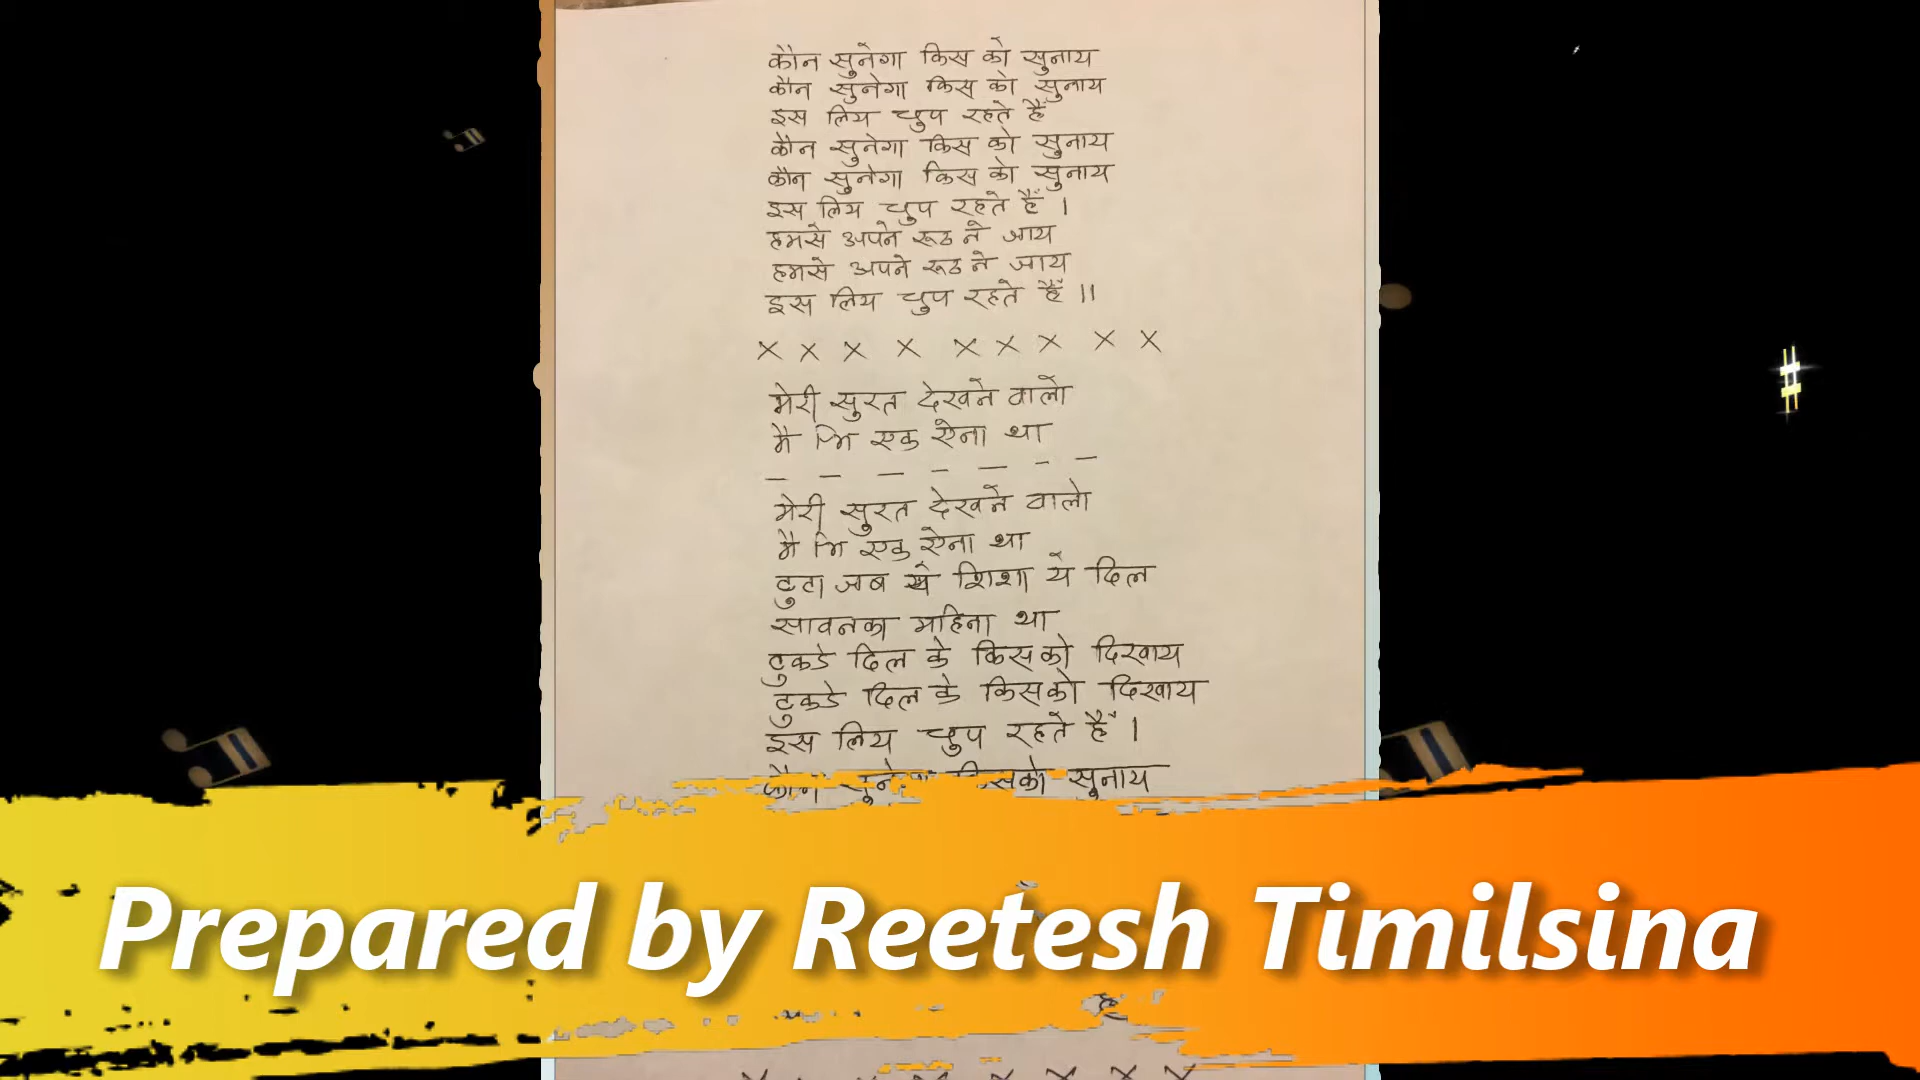 कौन सुनेगा किस को सुनाय
कौन सुनेगा किस को सुनाय
इस लिय चुप रहते हैं
कौन सुनेगा किस को सुनाय
कौन सुनेगा किस को सुनाय
इस लिय चुप रहते हैं ।
हमसे अपने रूठ ने जाय
हमसे अपने रूठ ने जाय
इस लिय चुप रहते हैं ॥
x x x x x x x x x
मेरी सुरत देखने वालो
मै भि एक ऐना था
– – – – – – –
मेरी सुरत देखने वालो
मै भि एक ऐना था
टुटा जब से शिशा ये दिल
सावनका महिना था
टुकडे दिल के किसको दिखाय
टुकडे दिल के किसको दिखाय
इस लिय चुप रहते हैं ।
कौन किसको सुनाय
Prepared by Reetesh Timilsina